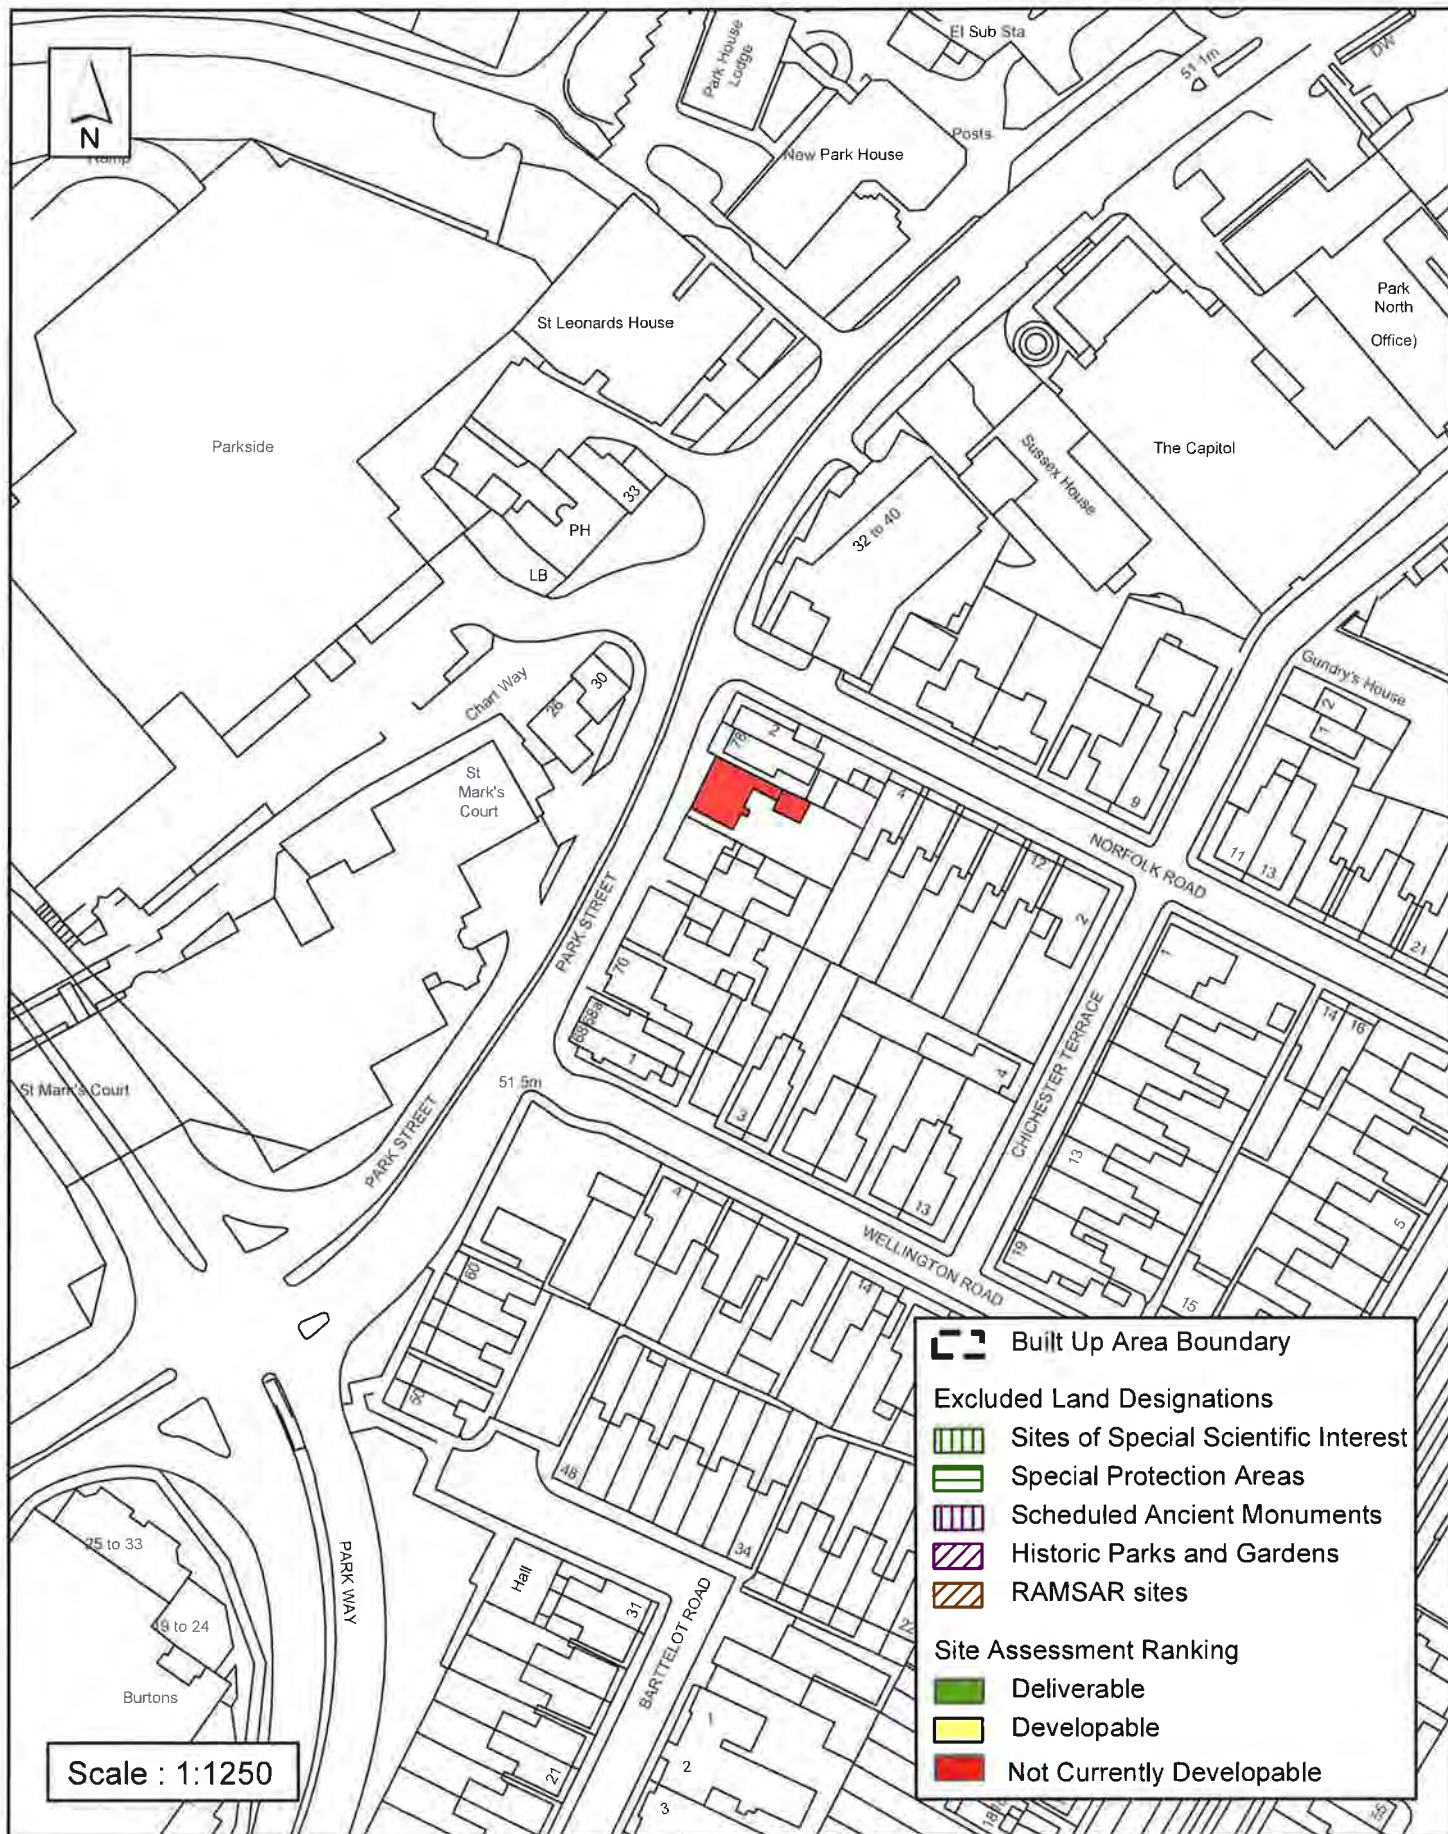 Park House
Lodge
El Sub Sta
DW
51.1m
N
Posts
New Park House
Park
North
Office)
St Leonards House
Parkside
Sussex House
The Capitol
33
PH
32 to 40
LB
Gundry's House
Chart Way
30
26
2
1
2
78
St
Mark's
Court
4
9
NORFOLK ROAD
12
11
13
2
21
PARK STREET
70
1
68 68a
1
14
16
CHICHESTER TERRACE
4
51.5m
St Mark's Court
PARK STREET
3
13
13
5
4
WELLINGTON ROAD
19
60
14
15
50
48
34
25 to 33
PARK WAY
Hall
31
19 to 24
BARTTELOT ROAD
22
Burtons
1
2
21
3
Scale : 1:1250
Built Up Area Boundary
Excluded Land Designations
Sites of Special Scientific Interest
Special Protection Areas
Scheduled Ancient Monuments
Historic Parks and Gardens
RAMSAR sites
Site Assessment Ranking
Deliverable
Developable
Not Currently Developable